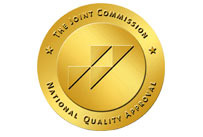 THE JOINT COMMISSION
NATIONAL QUALITY APPROVAL